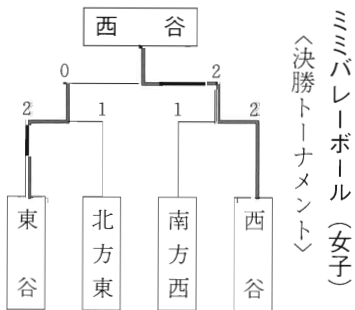 ミミバレーボール(女子)
〈決勝トーナメント〉
西谷
0 2
2 1 1 2
東谷
北方東
南方西
西谷